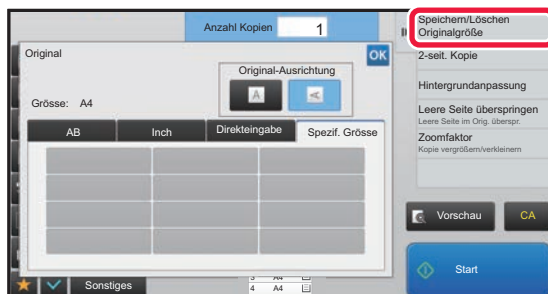 Anzahl Kopien 1
Speichern/Löschen
Originalgröße
Original
OK
2-seit. Kopie
Original-Ausrichtung
A A
Hintergrundanpassung
Grösse: A4
Leere Seite überspringen
Leere Seite im Orig. überspr.
AB Inch Direkteingabe Spezif. Grösse
Zoomfaktor
Kopie vergrößern/verkleinern
Vorschau CA
Start
Sonstiges
3 A4
4 A4